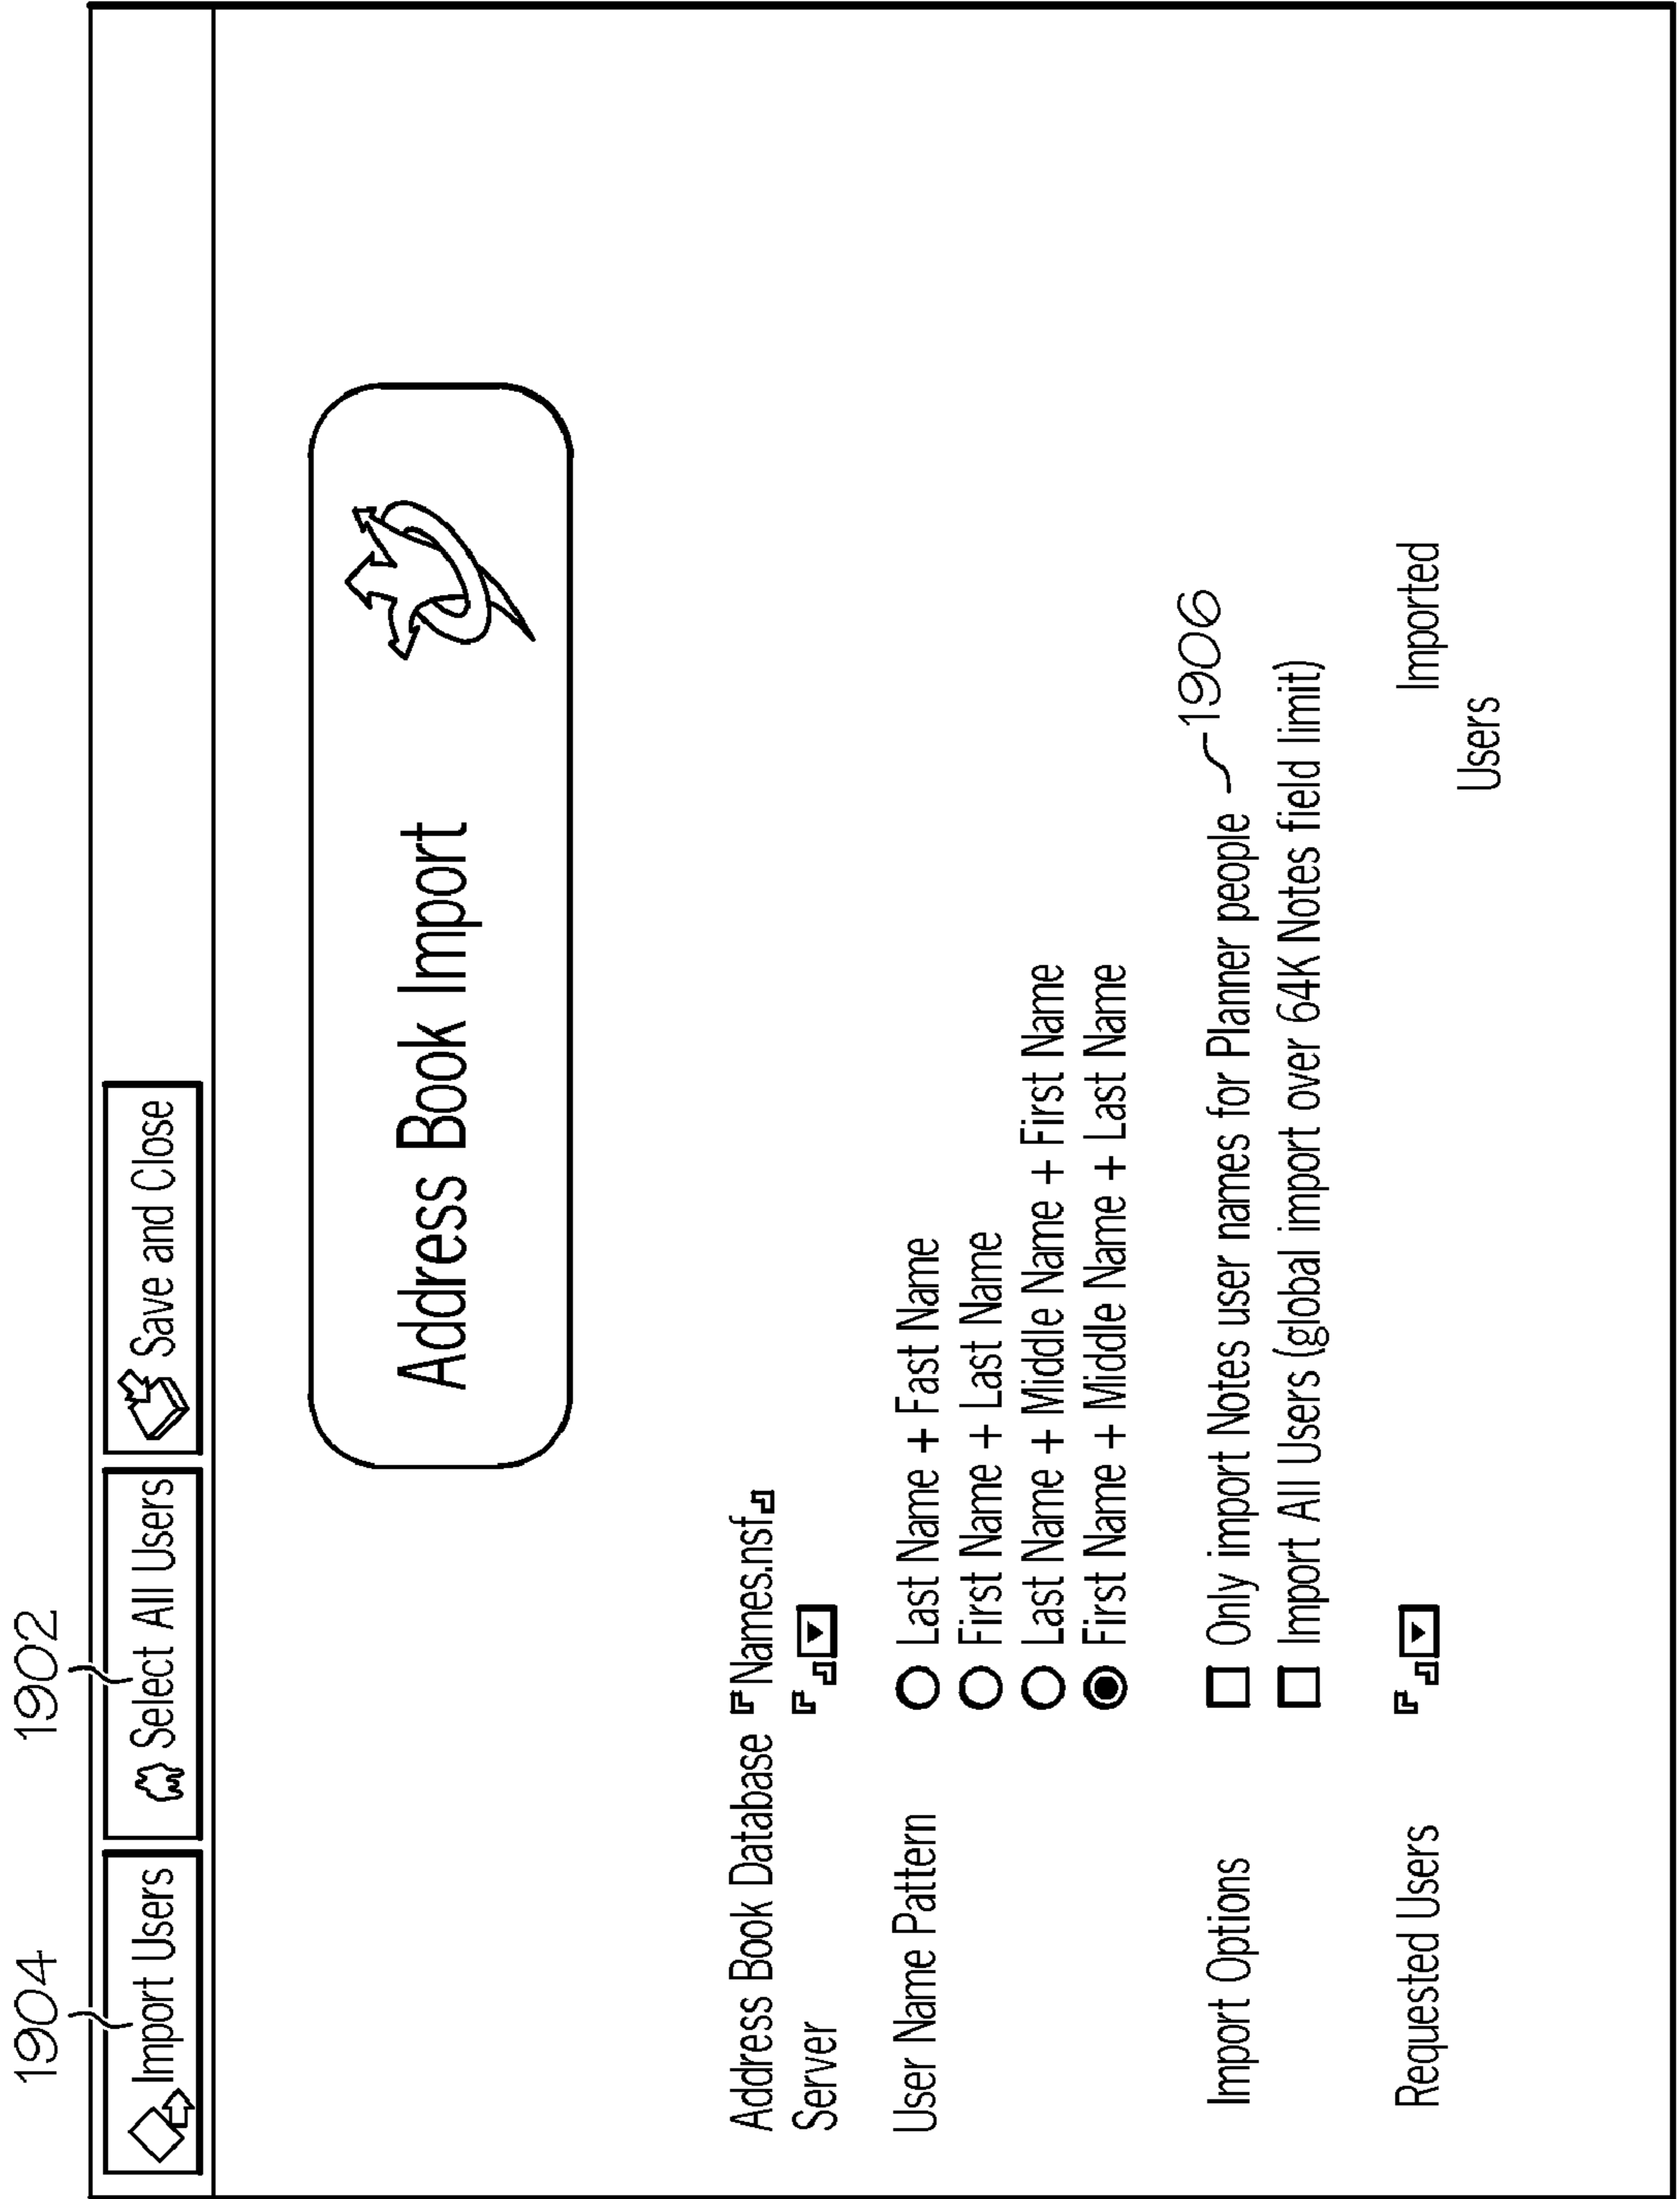 1904 1902
Import Users Select All Users Save and Close
Address Book Import
Address Book Database Names.nsf
Server
User Name Pattern Last Name + Fast Name
First Name + Last Name
Last Name + Middle Name + First Name
First Name + Middle Name + Last Name
Import Options Only import Notes user names for Planner people 1906
Import All Users (global import over 64K Notes field limit)
Requested Users Imported
Users